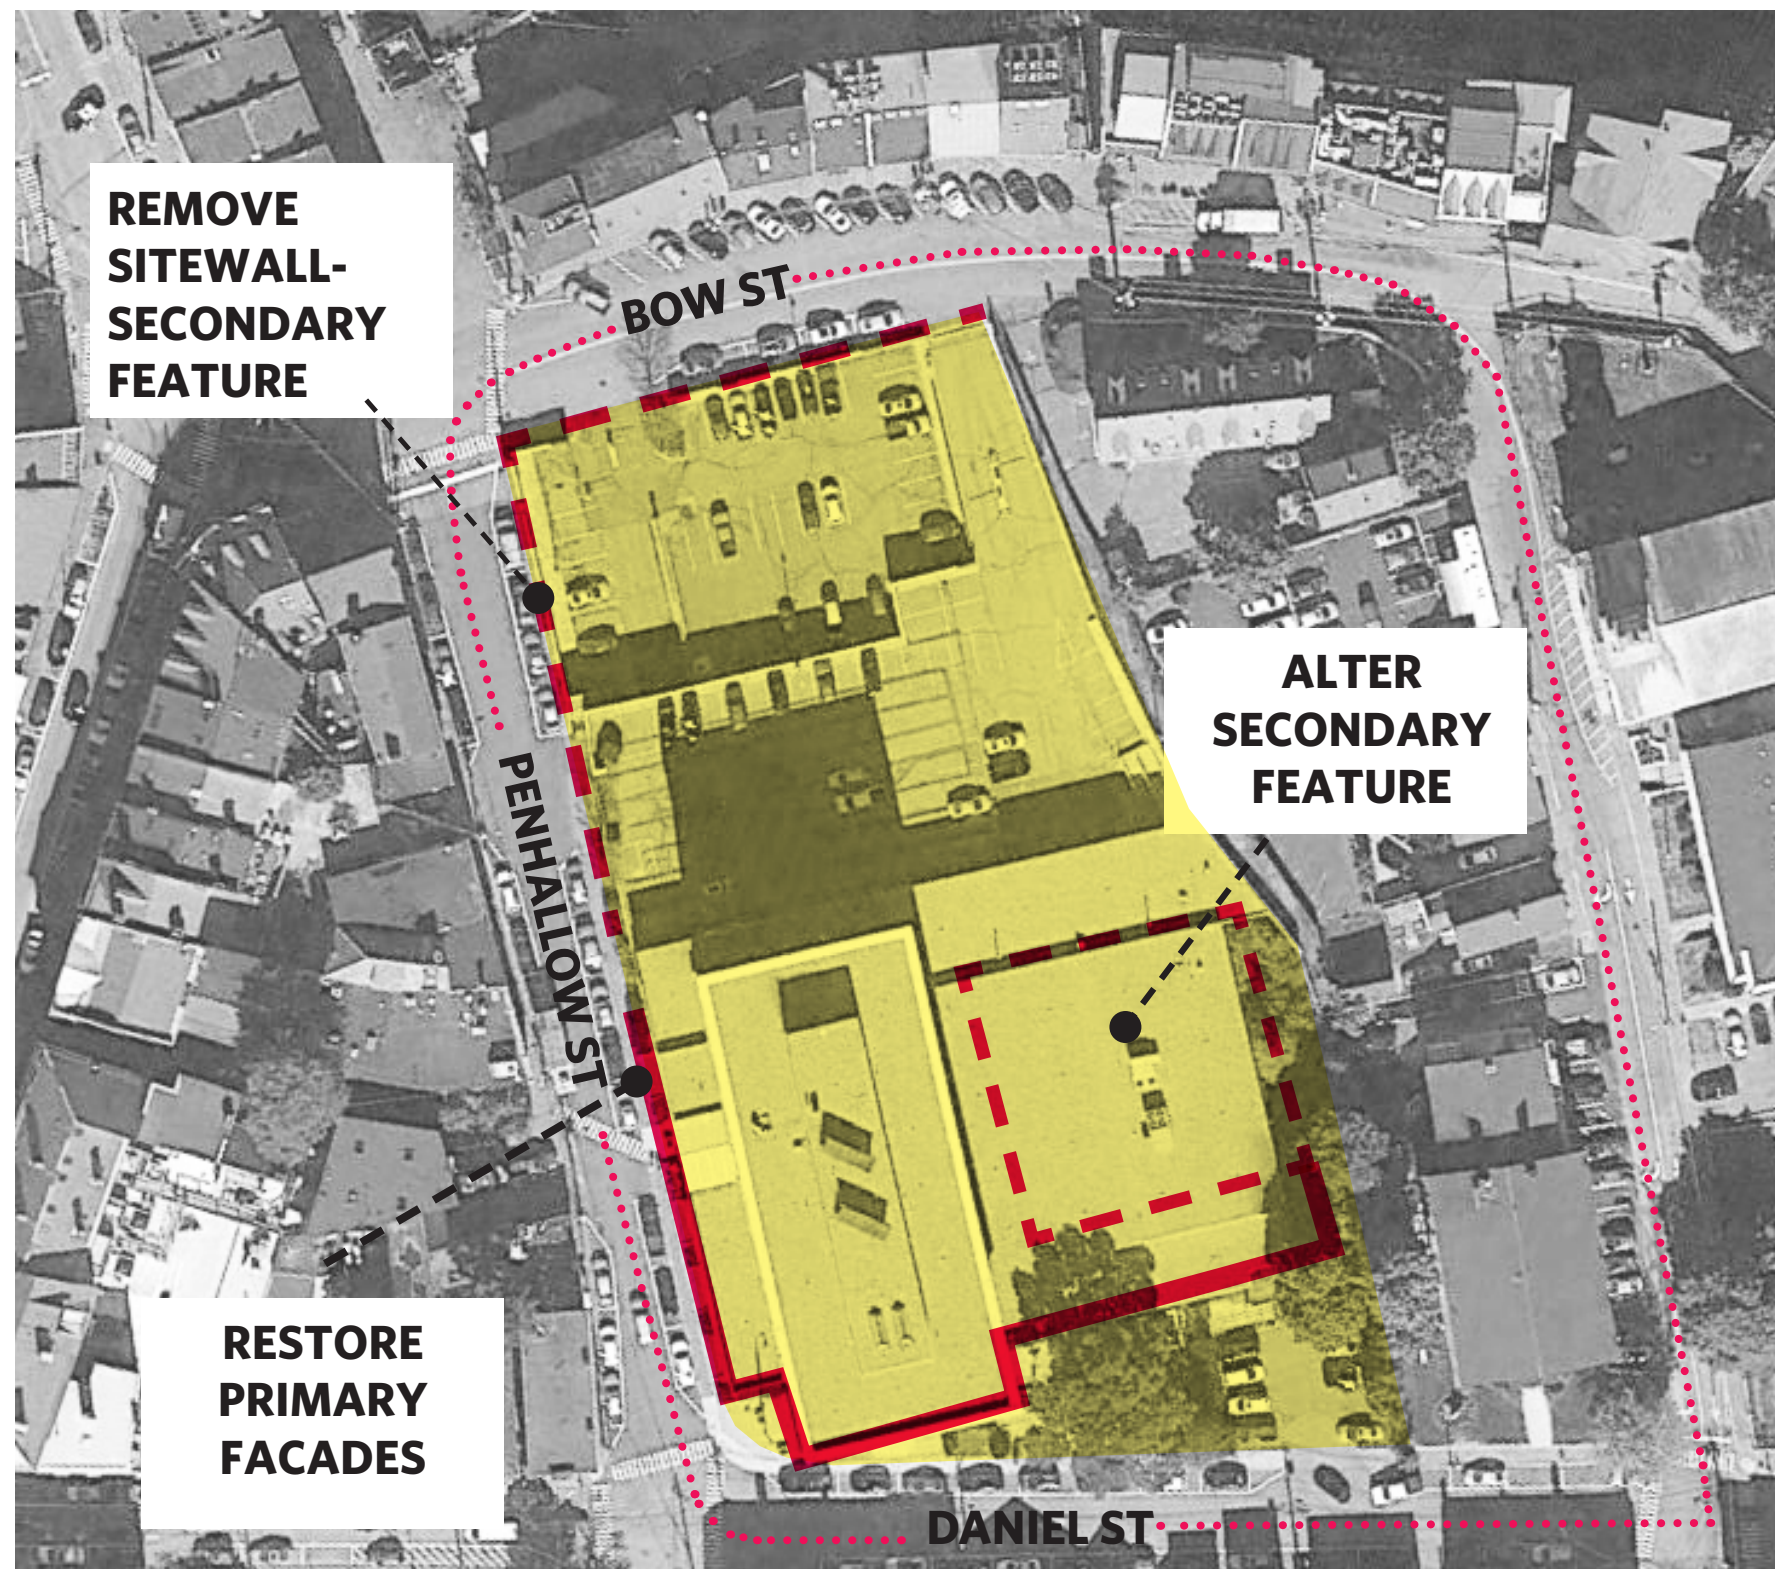 REMOVE
SITEWALL-
SECONDARY
FEATURE
BOW ST
ALTER
SECONDARY
FEATURE
PENHALLOW ST
RESTORE
PRIMARY
FACADES
DANIEL ST